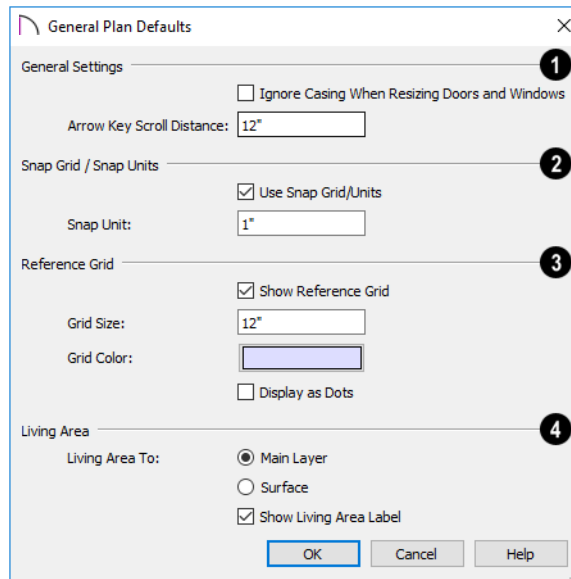 General Plan Defaults
General Settings 1
Ignore Casing When Resizing Doors and Windows
Arrow Key Scroll Distance: 12"
Snap Grid / Snap Units 2
Use Snap Grid/Units
Snap Unit: 1"
Reference Grid 3
Show Reference Grid
Grid Size: 12"
Grid Color:
Display as Dots
Living Area 4
Living Area To: Main Layer
Surface
Show Living Area Label
OK Cancel Help